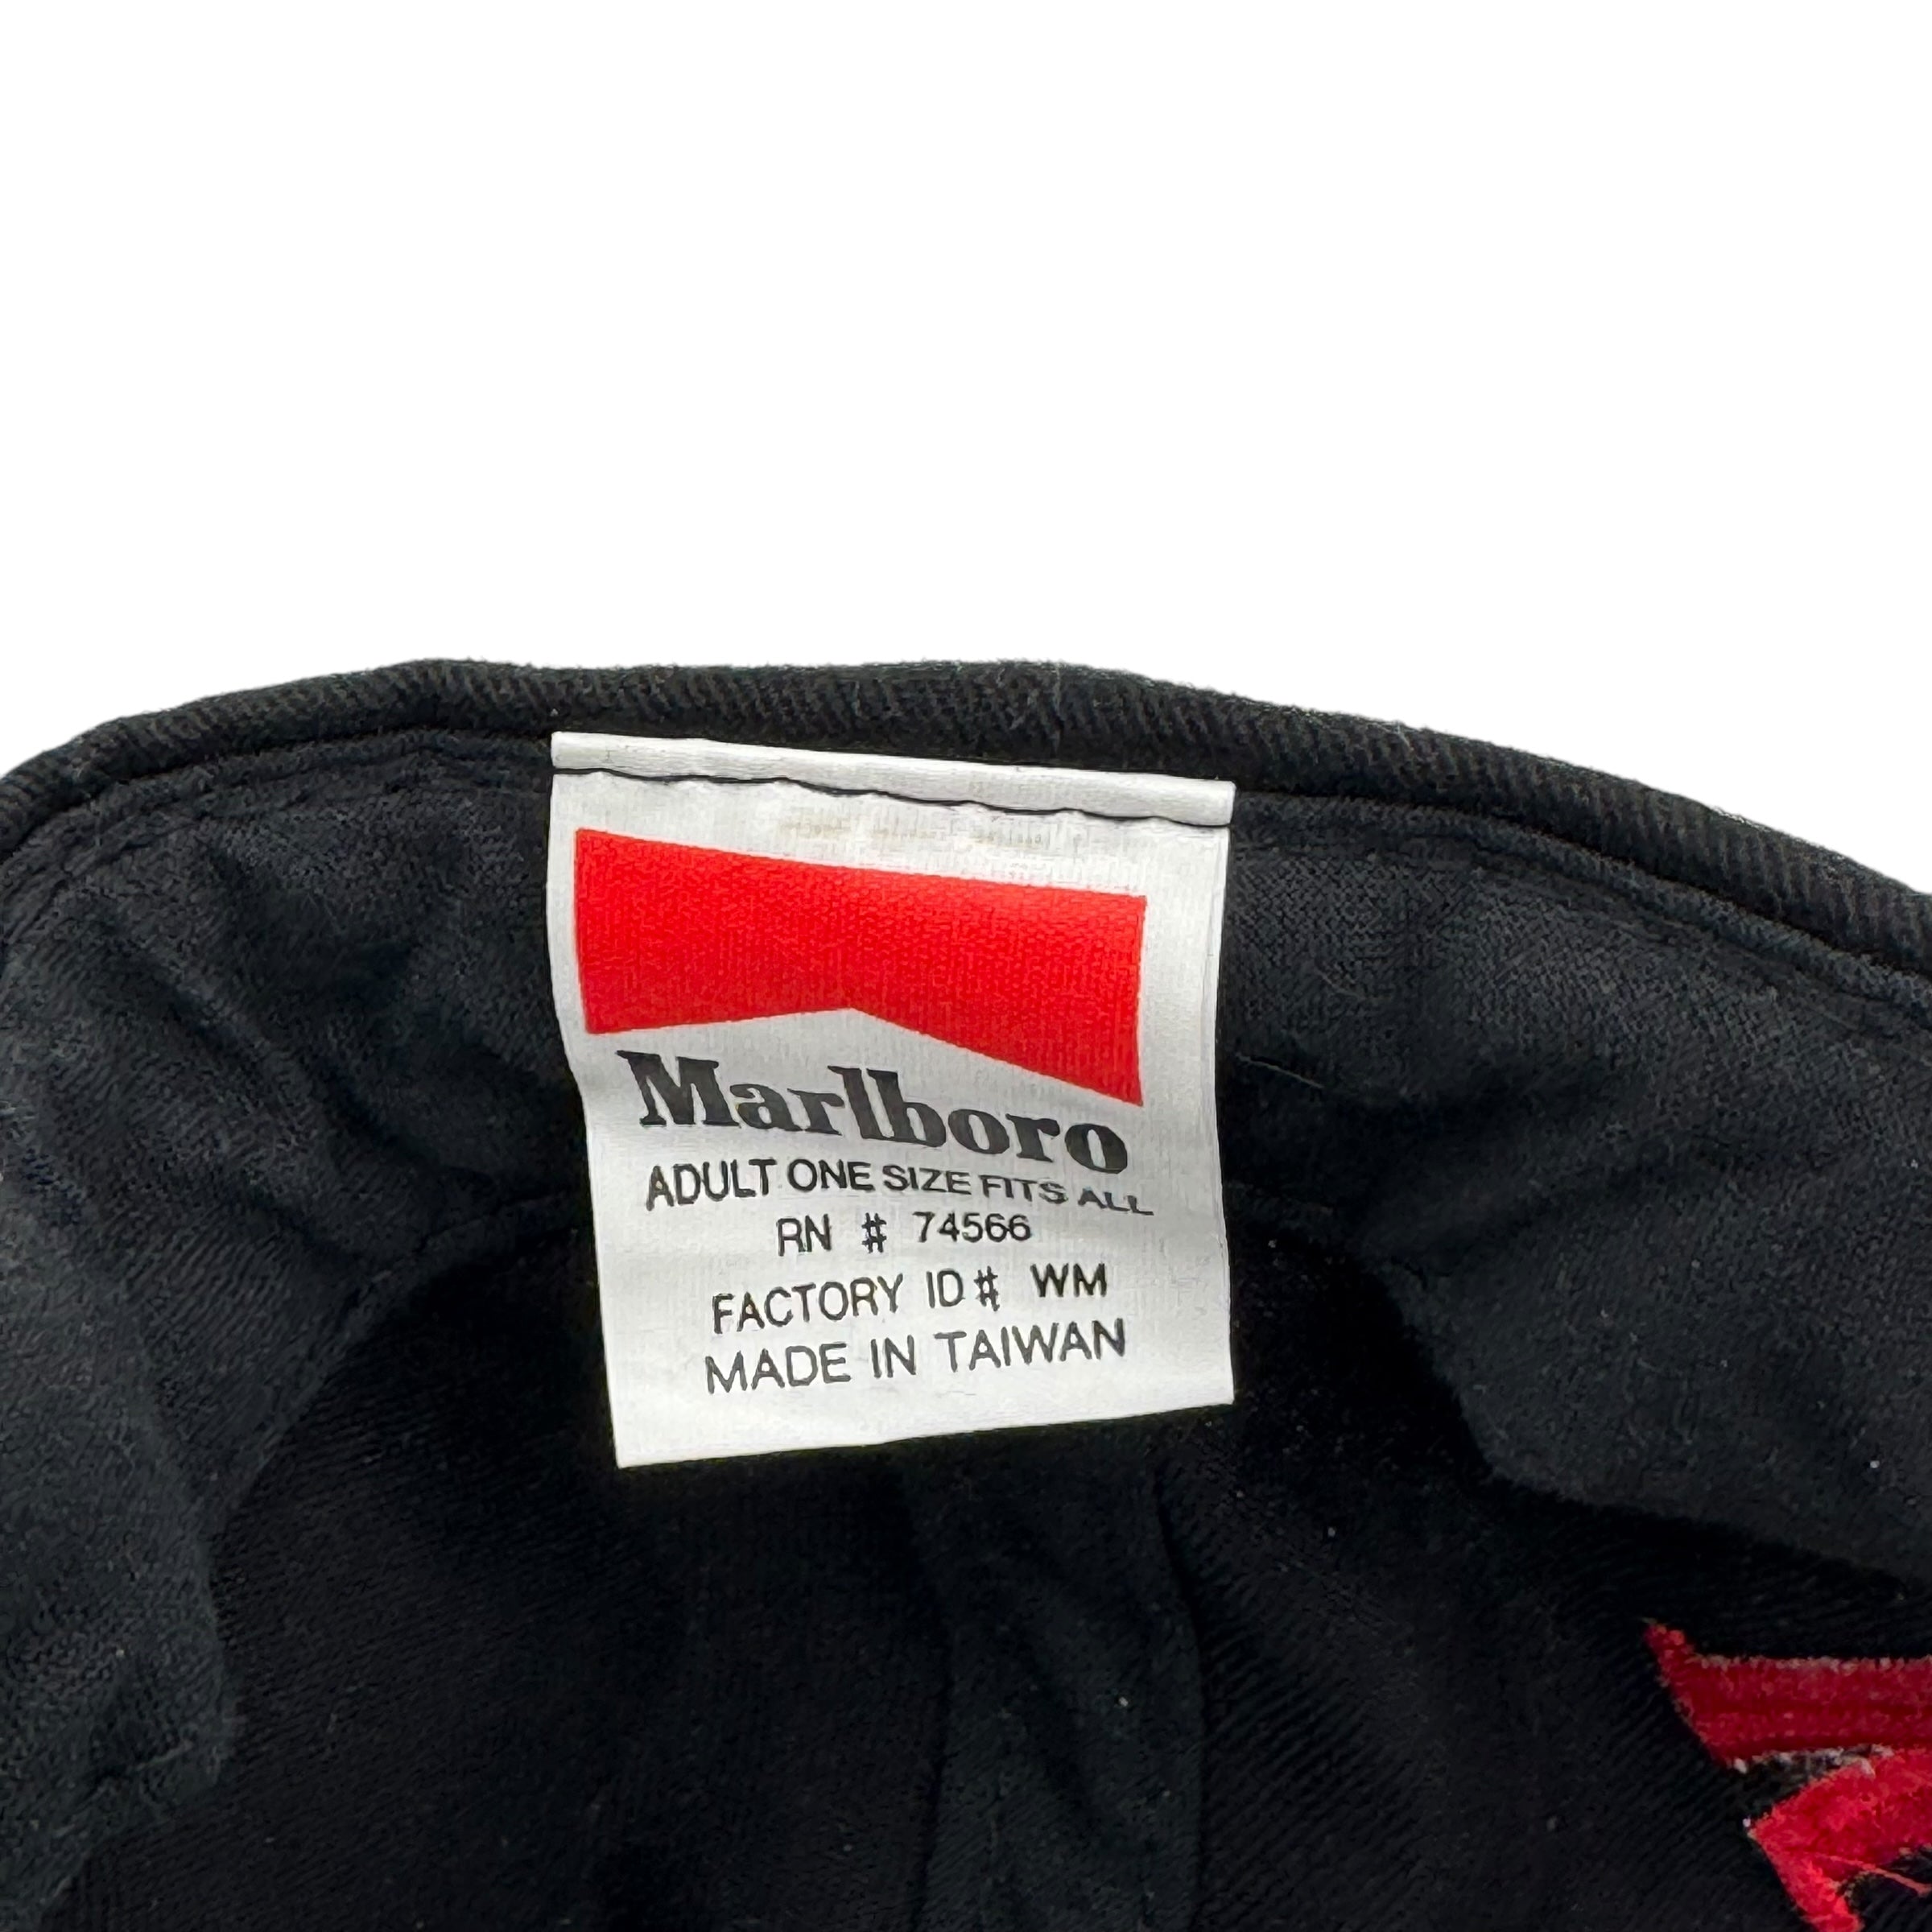 Marlboro
ADULT ONE SIZE FITS ALL
RN # 74566
FACTORY ID# WM
MADE IN TAIWAN